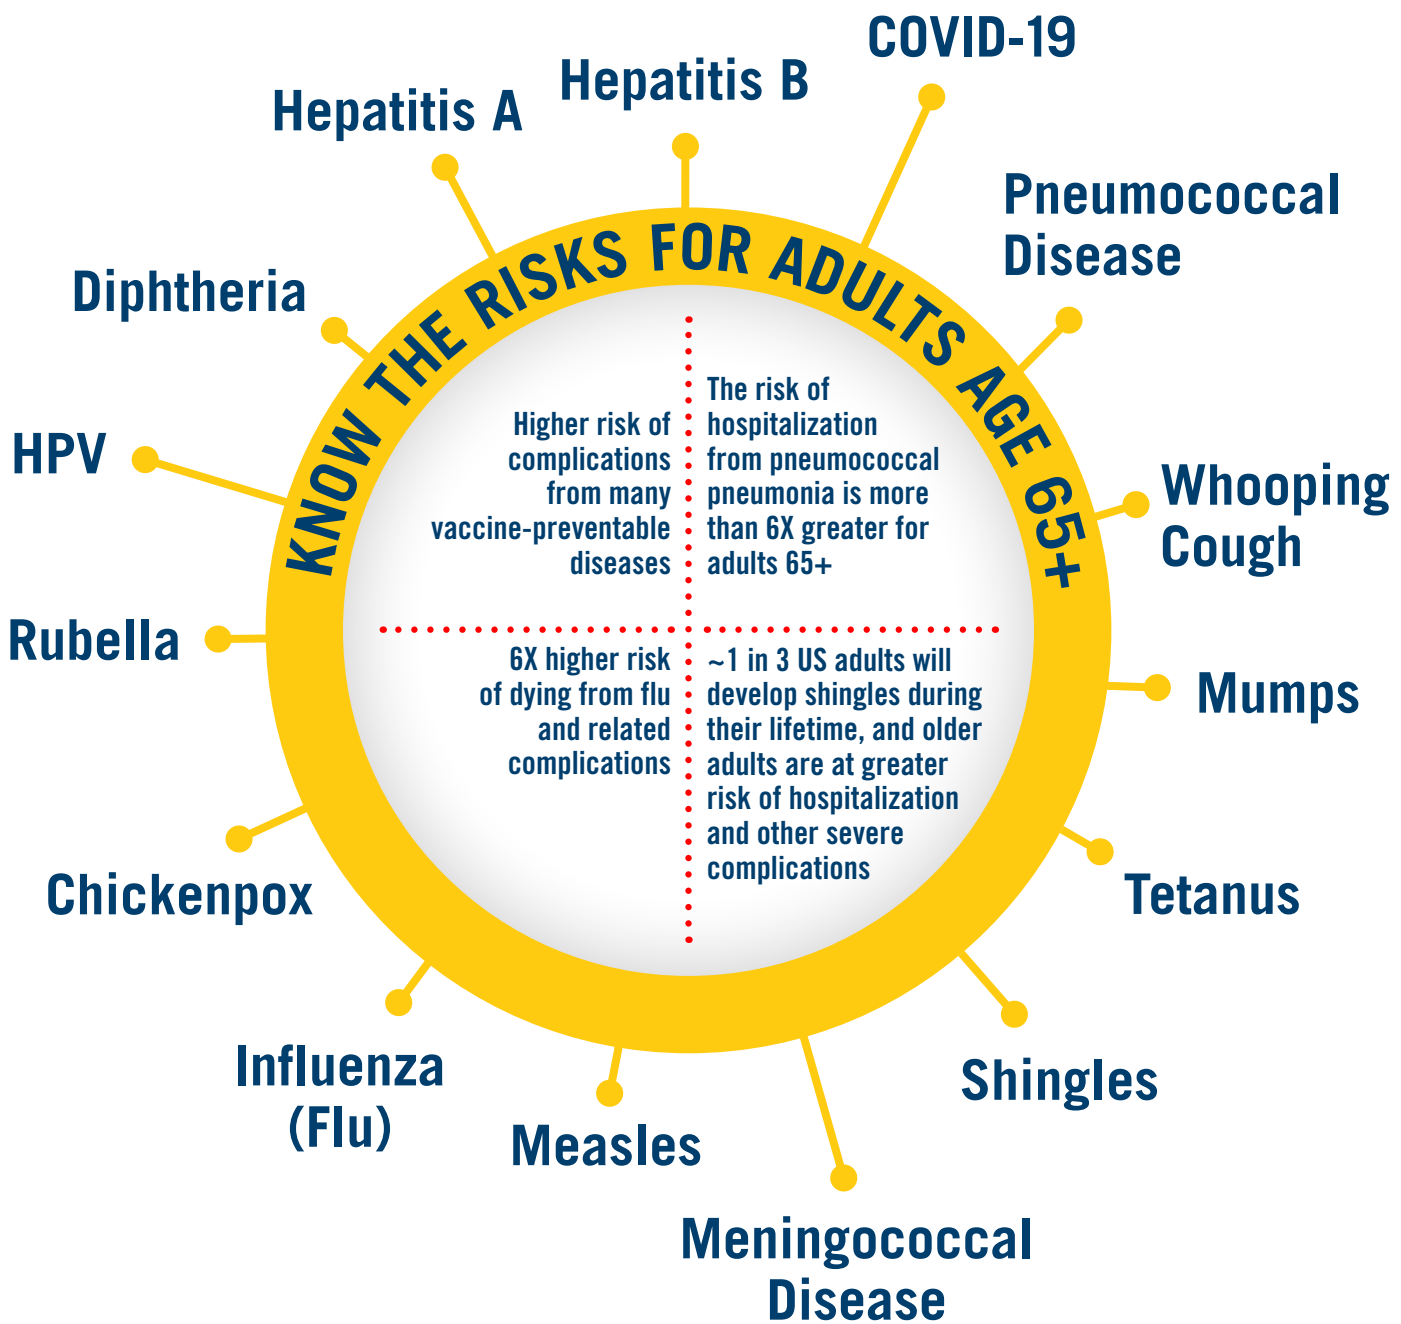 COVID-19
Hepatitis B
Hepatitis A
Pneumococcal
Disease
Diphtheria
HPV
Whooping
Cough
Rubella
Mumps
Chickenpox
Tetanus
Influenza
(Flu)
Shingles
Measles
Meningococcal
Disease
KNOW THE RISKS FOR ADULTS AGE 65+
Higher risk of
complications
from many
vaccine-preventable
diseases
The risk of
hospitalization
from pneumococcal
pneumonia is more
than 6X greater for
adults 65+
6X higher risk
of dying from flu
and related
complications
~1 in 3 US adults will
develop shingles during
their lifetime, and older
adults are at greater
risk of hospitalization
and other severe
complications